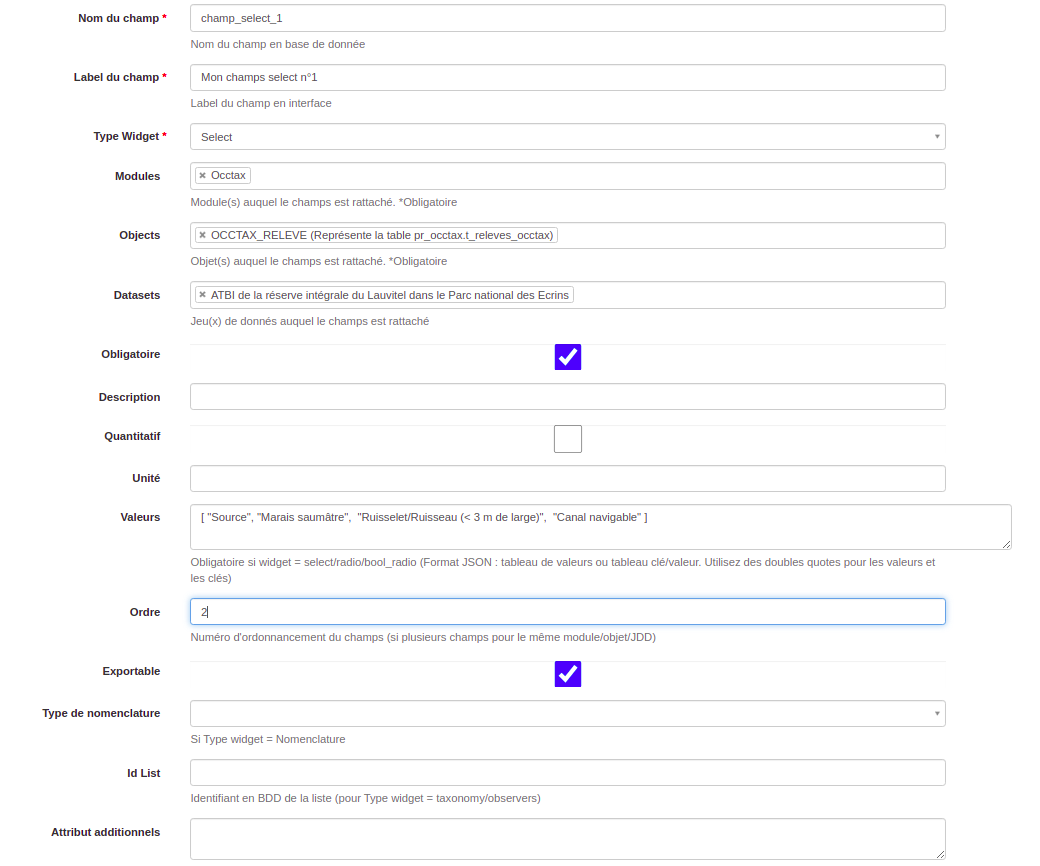 Nom du champ *
champ_select_1
Nom du champ en base de donnée
Label du champ *
Mon champs select n°1
Label du champ en interface
Type Widget *
Select
Modules
× Occtax
Module(s) auquel le champs est rattaché. *Obligatoire
Objects
× OCCTAX_RELEVE (Représente la table pr_occtax.t_releves_occtax)
Objet(s) auquel le champs est rattaché. *Obligatoire
Datasets
× ATBI de la réserve intégrale du Lauvitel dans le Parc national des Ecrins
Jeu(x) de donnés auquel le champs est rattaché
Obligatoire
Description
Quantitatif
Unité
Valeurs
[ "Source", "Marais saumâtre", "Ruisselet/Ruisseau (< 3 m de large)", "Canal navigable" ]
Obligatoire si widget = select/radio/bool_radio (Format JSON : tableau de valeurs ou tableau clé/valeur. Utilisez des doubles quotes pour les valeurs et
les clés)
Ordre
2
Numéro d'ordonnancement du champs (si plusieurs champs pour le même module/objet/JDD)
Exportable
Type de nomenclature
Si Type widget = Nomenclature
Id List
Identifiant en BDD de la liste (pour Type widget = taxonomy/observers)
Attribut additionnels